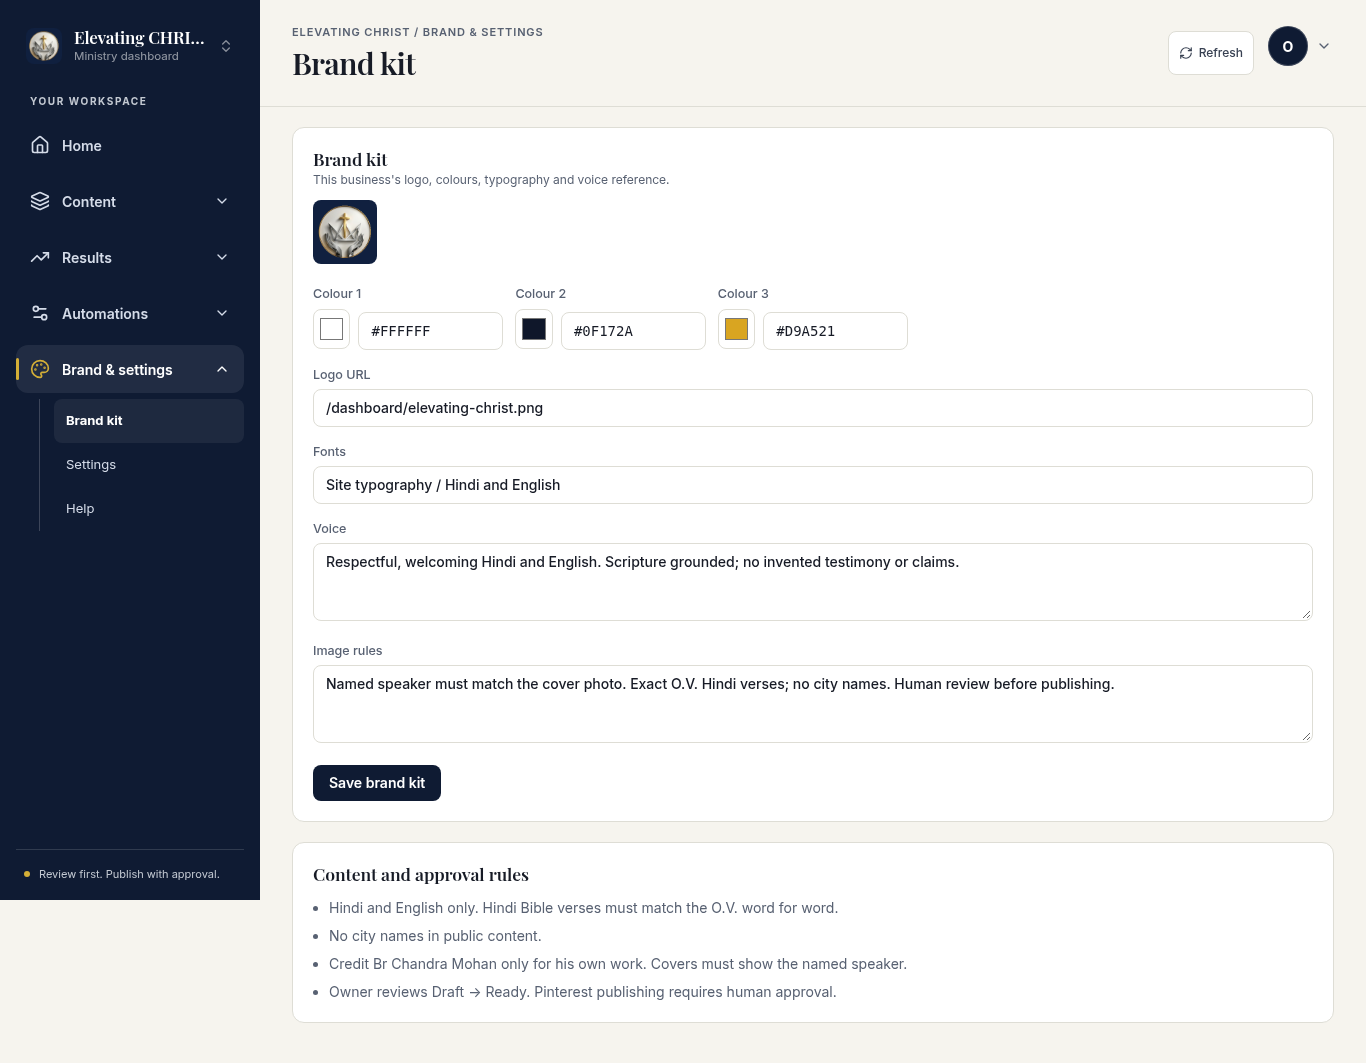 Elevating CHRI...
Ministry dashboard
YOUR WORKSPACE
Home
Content
Results
Automations
Brand & settings
Brand kit
Settings
Help
Review first. Publish with approval.
ELEVATING CHRIST / BRAND & SETTINGS
Brand kit
Refresh
O
Brand kit
This business's logo, colours, typography and voice reference.
Colour 1
#FFFFFF
Colour 2
#0F172A
Colour 3
#D9A521
Logo URL
/dashboard/elevating-christ.png
Fonts
Site typography / Hindi and English
Voice
Respectful, welcoming Hindi and English. Scripture grounded; no invented testimony or claims.
Image rules
Named speaker must match the cover photo. Exact O.V. Hindi verses; no city names. Human review before publishing.
Save brand kit
Content and approval rules
• Hindi and English only. Hindi Bible verses must match the O.V. word for word.
• No city names in public content.
• Credit Br Chandra Mohan only for his own work. Covers must show the named speaker.
• Owner reviews Draft → Ready. Pinterest publishing requires human approval.